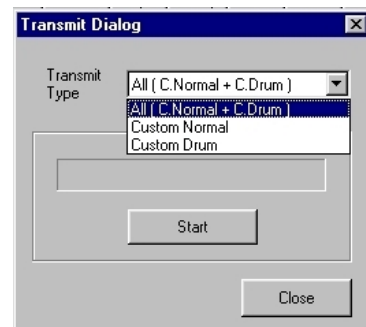 Transmit Dialog
Transmit
Type
All ( C.Normal + C.Drum )
All ( C.Normal + C.Drum )
Custom Normal
Custom Drum
Start
Close